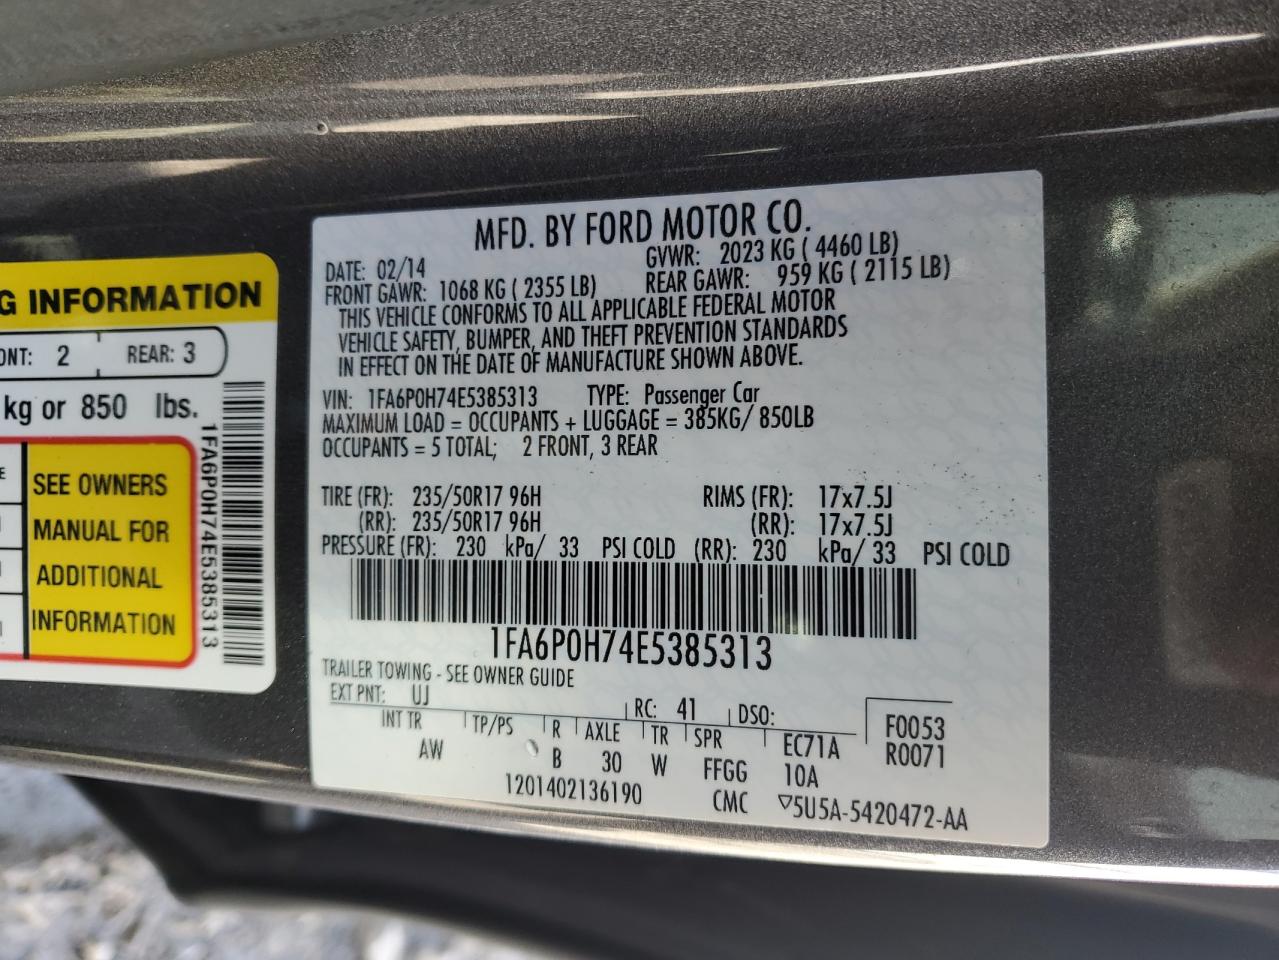 G INFORMATION
ONT: 2 REAR: 3
kg or 850 lbs.
SEE OWNERS
MANUAL FOR
ADDITIONAL
INFORMATION
1FA6P0H74E5385313
MFD. BY FORD MOTOR CO.
DATE: 02/14 GVWR: 2023 KG ( 4460 LB)
FRONT GAWR: 1068 KG ( 2355 LB) REAR GAWR: 959 KG ( 2115 LB)
THIS VEHICLE CONFORMS TO ALL APPLICABLE FEDERAL MOTOR
VEHICLE SAFETY, BUMPER, AND THEFT PREVENTION STANDARDS
IN EFFECT ON THE DATE OF MANUFACTURE SHOWN ABOVE.
VIN: 1FA6P0H74E5385313 TYPE: Passenger Car
MAXIMUM LOAD = OCCUPANTS + LUGGAGE = 385KG/ 850LB
OCCUPANTS = 5 TOTAL; 2 FRONT, 3 REAR
TIRE (FR): 235/50R17 96H RIMS (FR): 17x7.5J
(RR): 235/50R17 96H (RR): 17x7.5J
PRESSURE (FR): 230 kPa/ 33 PSI COLD (RR): 230 kPa/ 33 PSI COLD
1FA6P0H74E5385313
TRAILER TOWING - SEE OWNER GUIDE
EXT PNT: UJ RC: 41 DSO: F0053
INT TR TP/PS R AXLE TR SPR EC71A R0071
AW B 30 W FFGG 10A
1201402136190 CMC ▽5U5A-5420472-AA